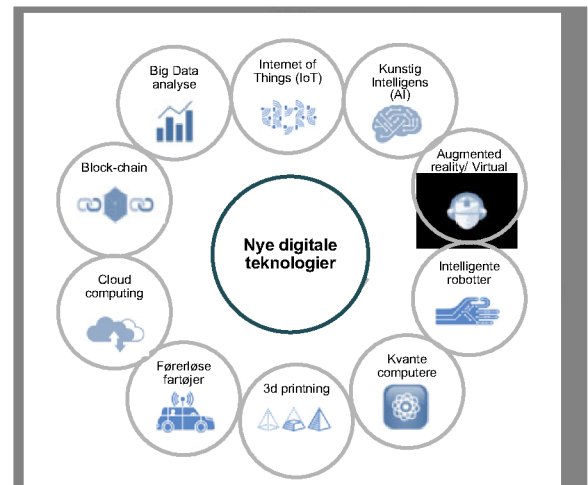 Nye digitale
teknologier
Internet of
Things (IoT)
Kunstig
Intelligens
(AI)
Augmented
reality/ Virtual
Intelligente
robotter
Kvante
computere
3d printning
Førerløse
fartøjer
Cloud
computing
Block-chain
Big Data
analyse